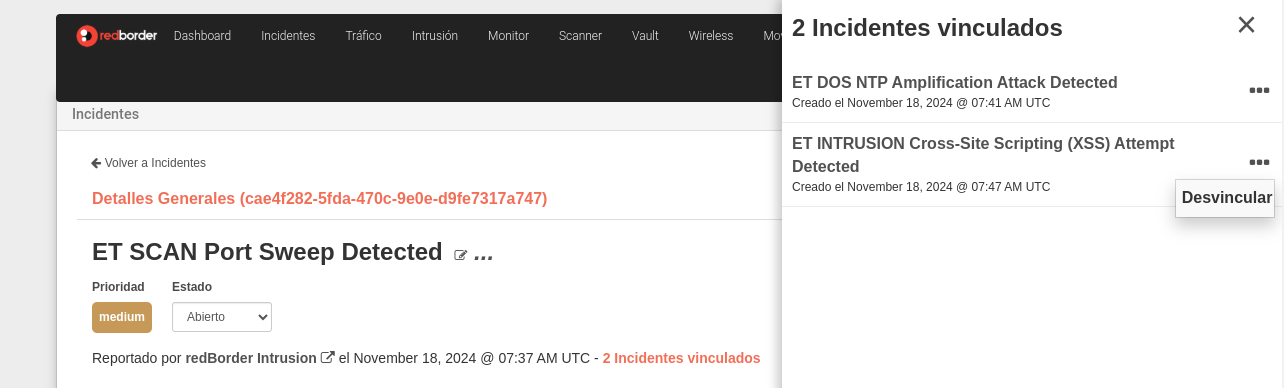 redborder Dashboard Incidentes Tráfico Intrusión Monitor Scanner Vault Wireless
Incidentes
Volver a Incidentes
Detalles Generales (cae4f282-5fda-470c-9e0e-d9fe7317a747)
ET SCAN Port Sweep Detected ...
Prioridad Estado
medium Abierto
Reportado por redBorder Intrusion el November 18, 2024 @ 07:37 AM UTC - 2 Incidentes vinculados
2 Incidentes vinculados
ET DOS NTP Amplification Attack Detected
Creado el November 18, 2024 @ 07:41 AM UTC
ET INTRUSION Cross-Site Scripting (XSS) Attempt
Detected
Creado el November 18, 2024 @ 07:47 AM UTC
Desvincular